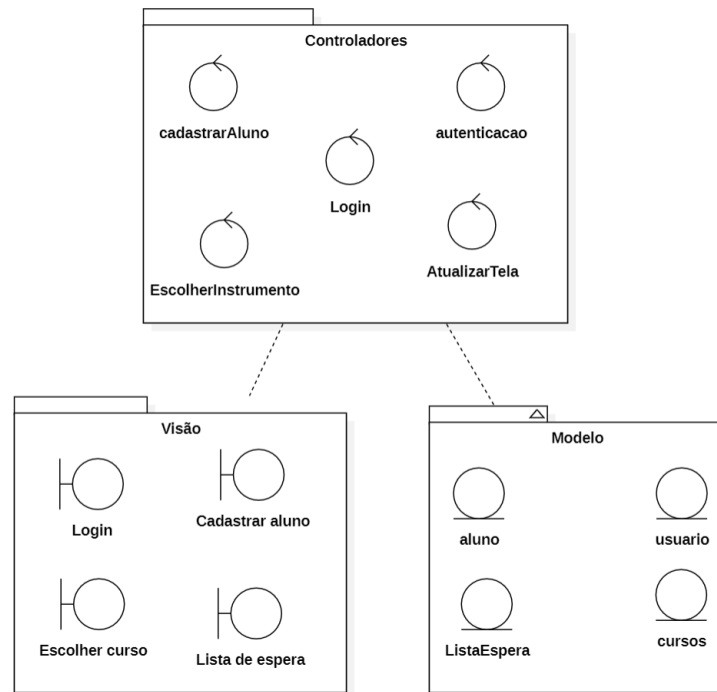 Controladores
cadastrarAluno
autenticacao
Login
EscolherInstrumento
AtualizarTela
Visão
Login
Cadastrar aluno
Escolher curso
Lista de espera
Modelo
aluno
usuario
ListaEspera
cursos